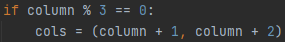 if column % 3 == 0:
    cols = (column + 1, column + 2)